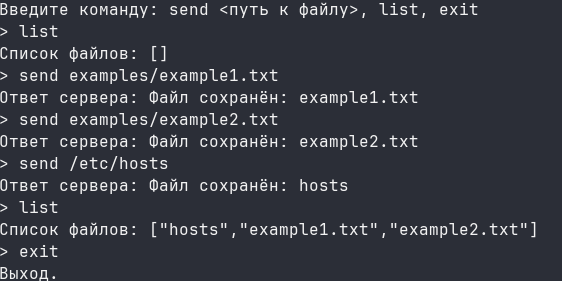 Введите команду: send <путь к файлу>, list, exit
> list
Список файлов: []
> send examples/example1.txt
Ответ сервера: Файл сохранён: example1.txt
> send examples/example2.txt
Ответ сервера: Файл сохранён: example2.txt
> send /etc/hosts
Ответ сервера: Файл сохранён: hosts
> list
Список файлов: ["hosts","example1.txt","example2.txt"]
> exit
Выход.